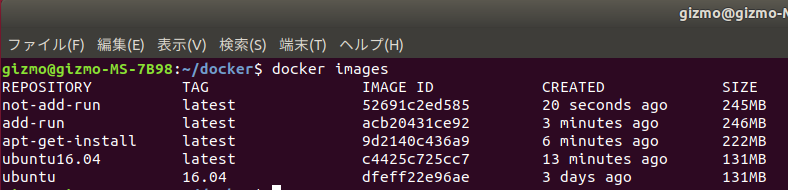 gizmo@gizmo-M
ファイル(F) 編集(E) 表示(V) 検索(S) 端末(T) ヘルプ(H)
gizmo@gizmo-MS-7B98:~/docker$ docker images
REPOSITORY TAG IMAGE ID CREATED SIZE
not-add-run latest 52691c2ed585 20 seconds ago 245MB
add-run latest acb20431ce92 3 minutes ago 246MB
apt-get-install latest 9d2140c436a9 6 minutes ago 222MB
ubuntu16.04 latest c4425c725cc7 13 minutes ago 131MB
ubuntu 16.04 dfeff22e96ae 3 days ago 131MB